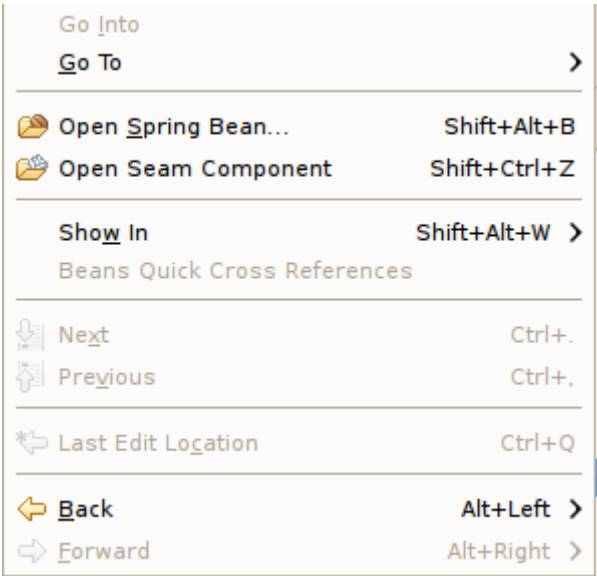 Go Into
Go To
Open Spring Bean... Shift+Alt+B
Open Seam Component Shift+Ctrl+Z
Show In Shift+Alt+W
Beans Quick Cross References
Next Ctrl+.
Previous Ctrl+,
Last Edit Location Ctrl+Q
Back Alt+Left
Forward Alt+Right